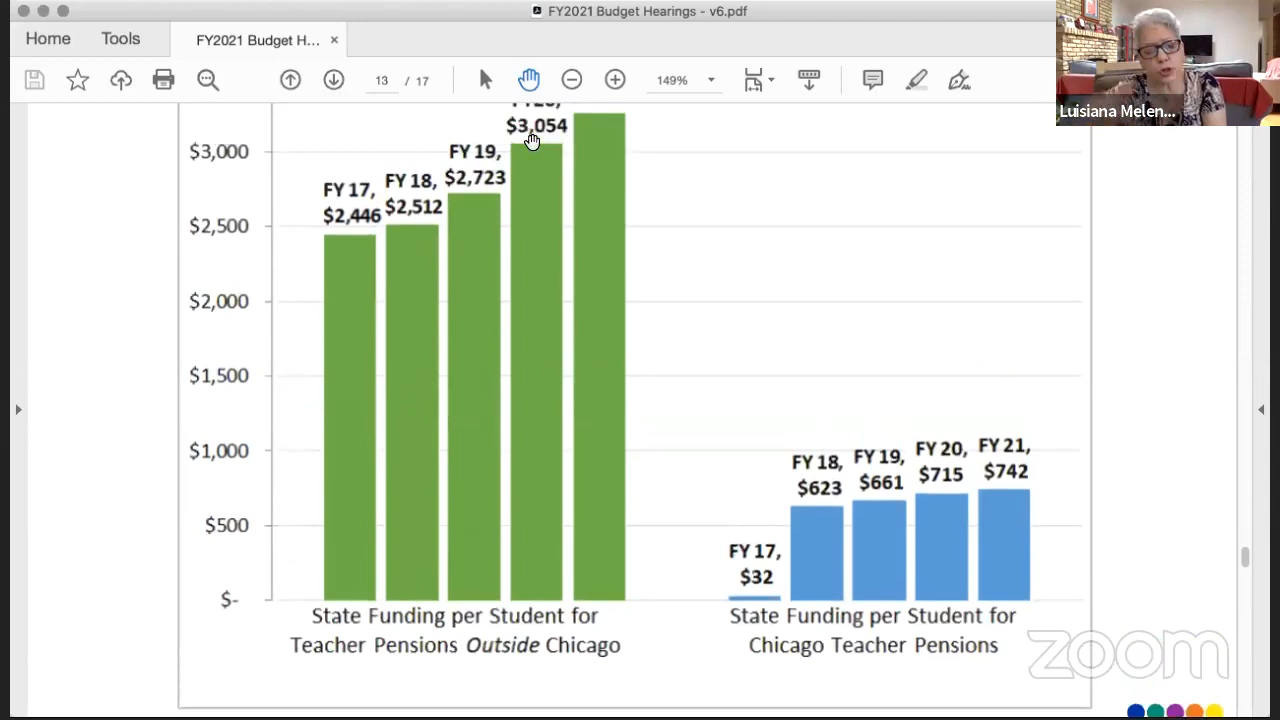 FY2021 Budget Hearings - v6.pdf
Home
Tools
FY2021 Budget H... ×
13 / 17
149%
Luisiana Melen...
$3,054
$3,000
FY 19,
$2,723
FY 18,
$2,512
FY 17,
$2,446
$2,500
$2,000
$1,500
$1,000
$500
$-
FY 17,
$32
FY 18,
$623
FY 19,
$661
FY 20,
$715
FY 21,
$742
State Funding per Student for
Teacher Pensions Outside Chicago
State Funding per Student for
Chicago Teacher Pensions
zoom